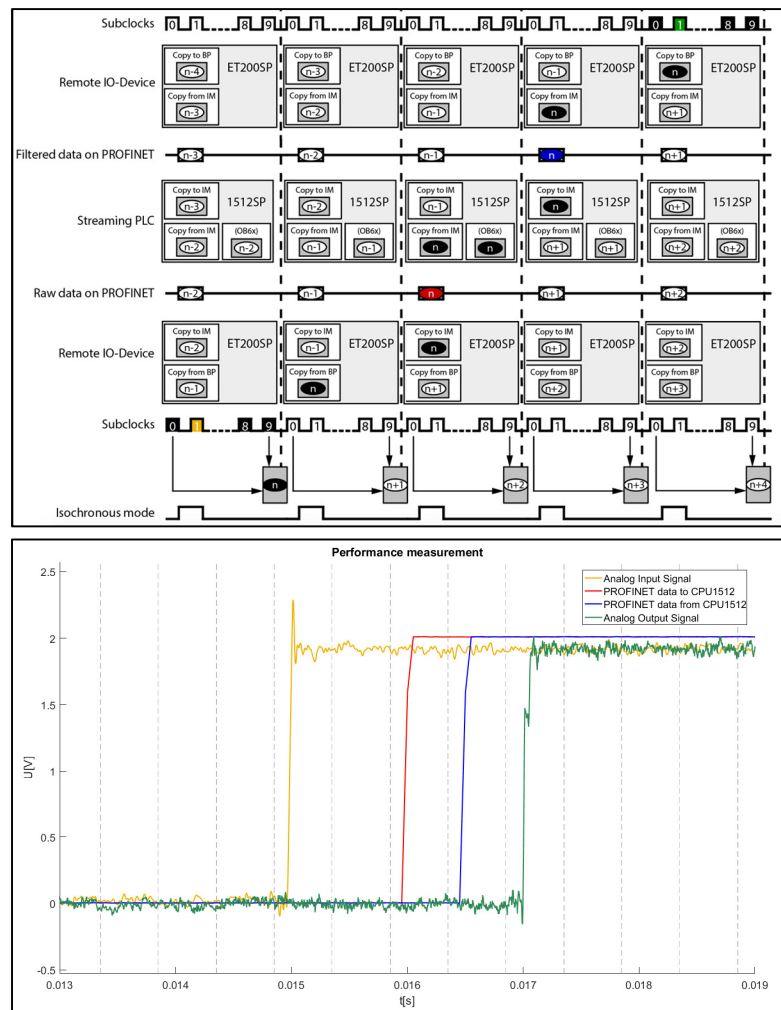 Subclocks 0 1 8 9 0 1 8 9 0 1 8 9 0 1 8 9 0 1 8 9
Copy to BP ET200SP Copy to BP ET200SP Copy to BP ET200SP Copy to BP ET200SP Copy to BP ET200SP
n-4 n-3 n-2 n-1 n
Remote IO-Device
Copy from IM Copy from IM Copy from IM Copy from IM Copy from IM
n-3 n-2 n-1 n n+1
Filtered data on PROFINET n-3 n-2 n-1 n n+1
Copy to IM 1512SP Copy to IM 1512SP Copy to IM 1512SP Copy to IM 1512SP Copy to IM 1512SP
n-3 n-2 n-1 n n+1
Streaming PLC
Copy from IM (OB6x) Copy from IM (OB6x) Copy from IM (OB6x) Copy from IM (OB6x) Copy from IM (OB6x)
n-2 n-2 n-1 n-1 n n n+1 n+1 n+2 n+2
Raw data on PROFINET n-2 n-1 n n+1 n+2
Copy to IM ET200SP Copy to IM ET200SP Copy to IM ET200SP Copy to IM ET200SP Copy to IM ET200SP
n-2 n-1 n n+1 n+2
Remote IO-Device
Copy from BP Copy from BP Copy from BP Copy from BP Copy from BP
n-1 n n+1 n+2 n+3
Subclocks 0 1 8 9 0 1 8 9 0 1 8 9 0 1 8 9 0 1 8 9
n n+1 n+2 n+3 n+4
Isochronous mode
Performance measurement
2.5
Analog Input Signal
PROFINET data to CPU1512
PROFINET data from CPU1512
Analog Output Signal
2
1.5
U[V]
1
0.5
0
-0.5
0.013 0.014 0.015 0.016 0.017 0.018 0.019
t[s]